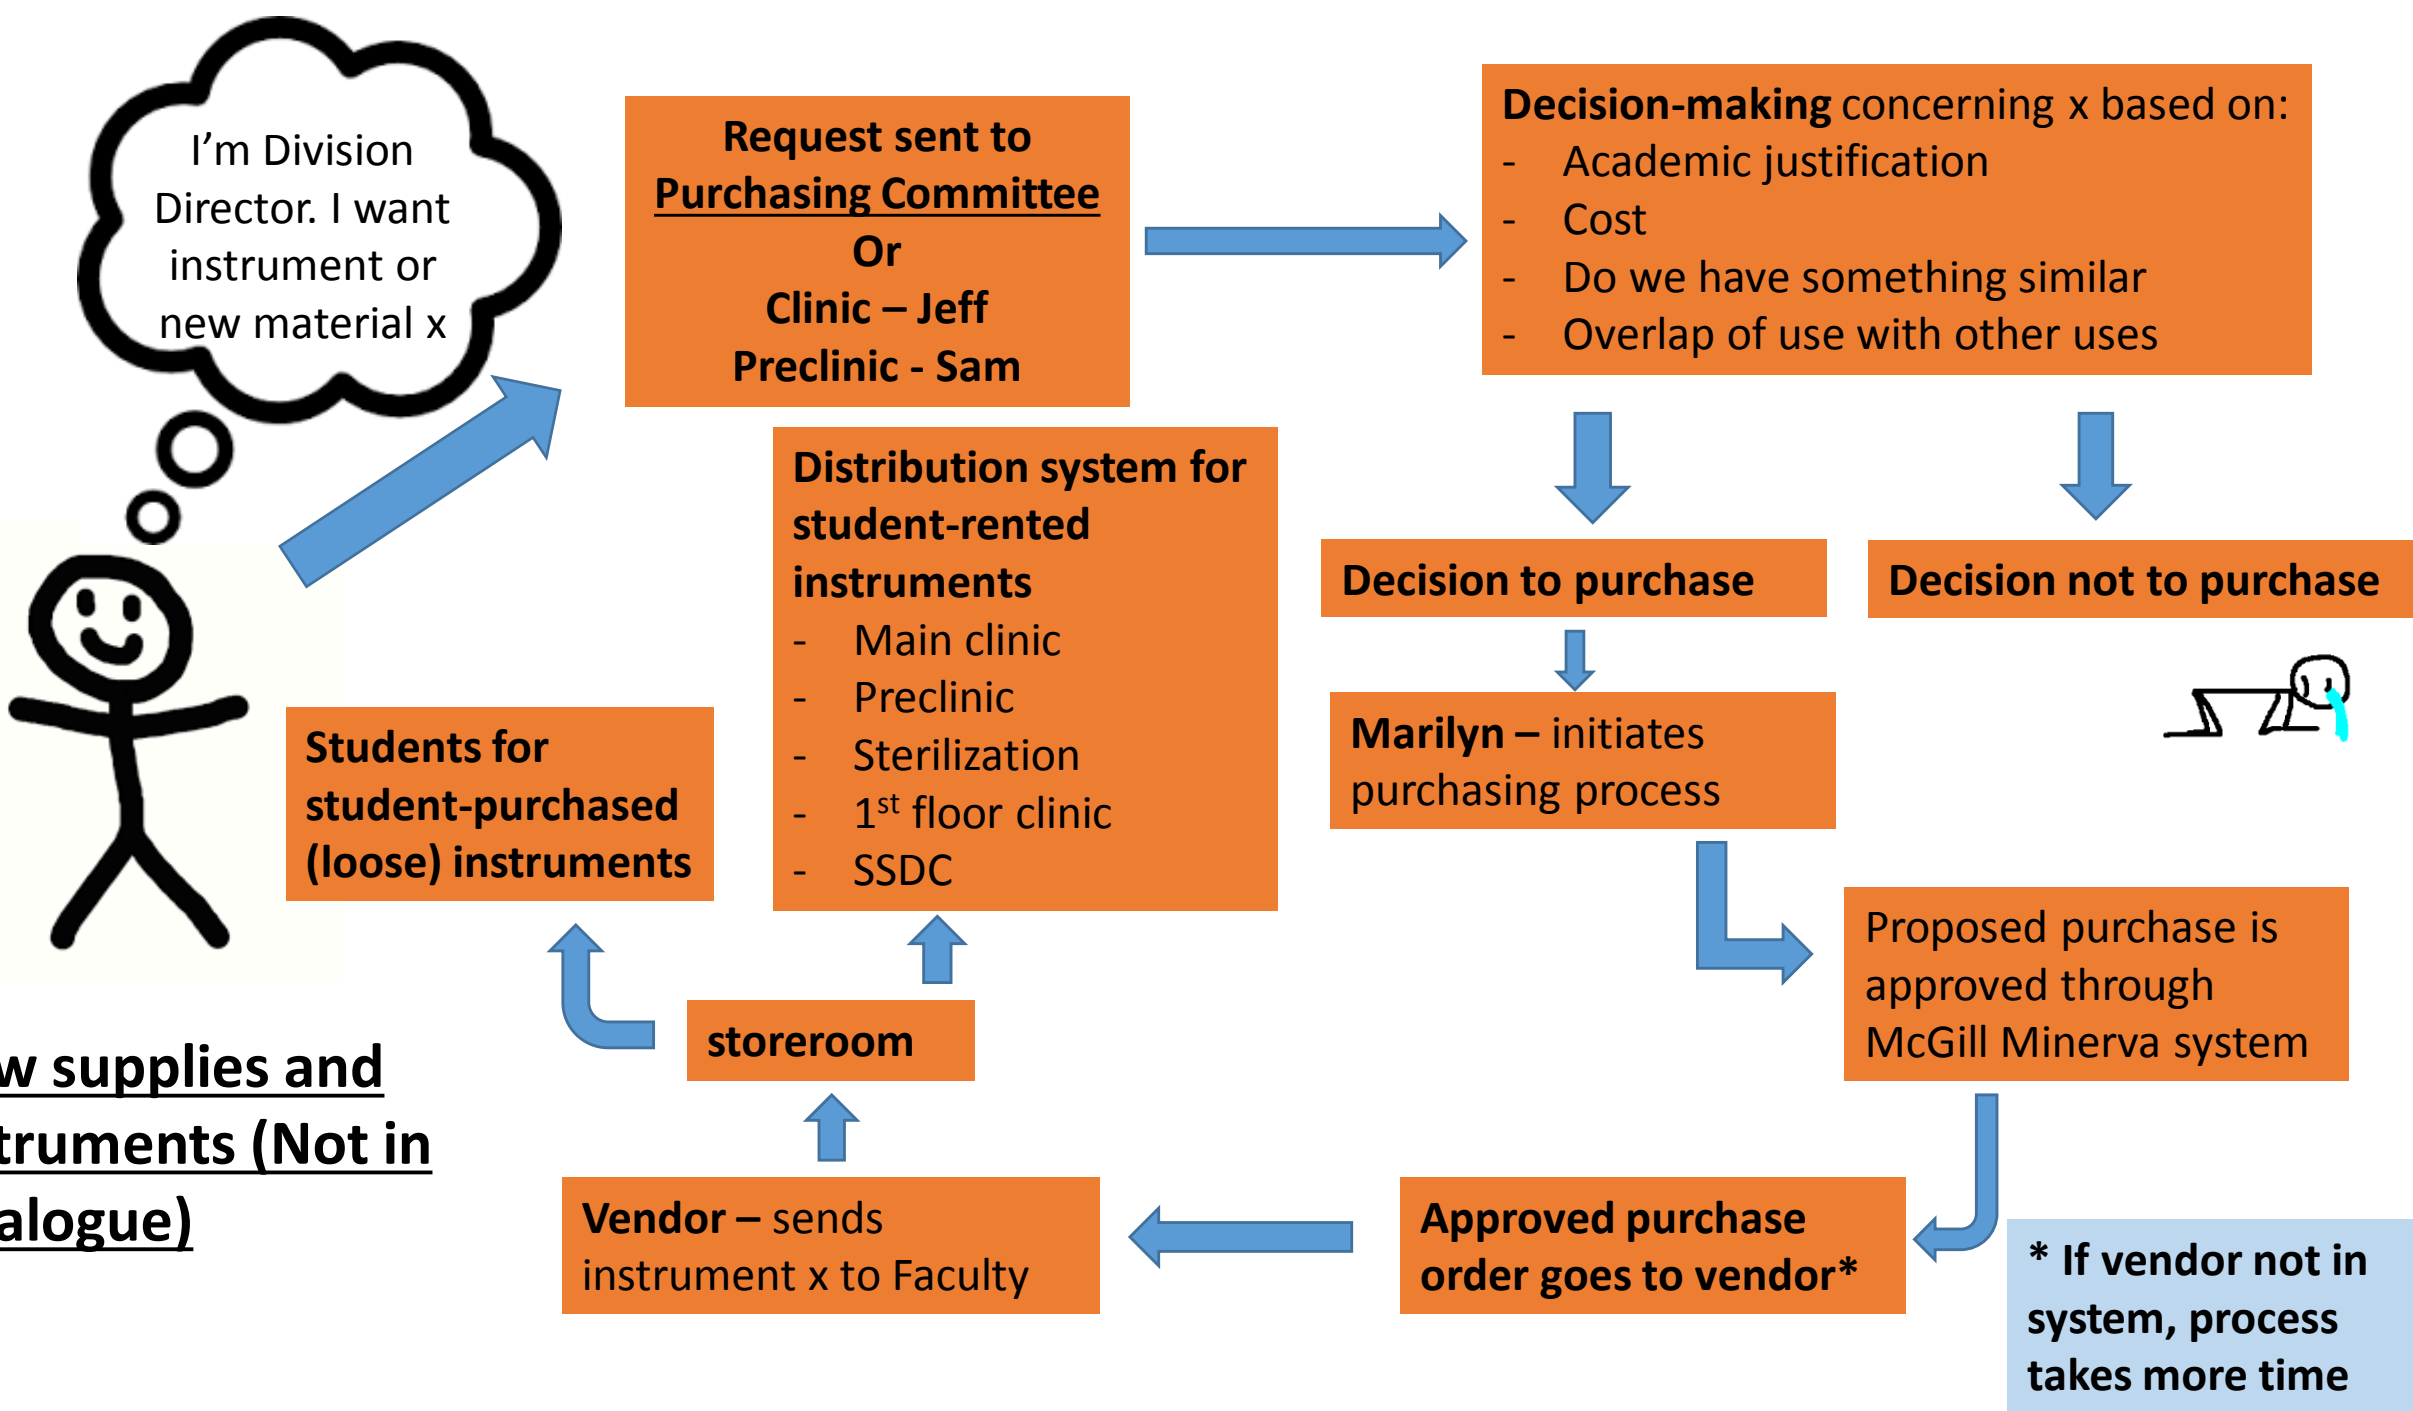 I'm Division
Director. I want
instrument or
new material x
Request sent to
Purchasing Committee
Or
Clinic – Jeff
Preclinic - Sam
Decision-making concerning x based on:
- Academic justification
- Cost
- Do we have something similar
- Overlap of use with other uses
Decision to purchase
Decision not to purchase
Marilyn – initiates
purchasing process
Proposed purchase is
approved through
McGill Minerva system
Approved purchase
order goes to vendor*
* If vendor not in
system, process
takes more time
Vendor – sends
instrument x to Faculty
storeroom
Distribution system for
student-rented
instruments
- Main clinic
- Preclinic
- Sterilization
- 1st floor clinic
- SSDC
Students for
student-purchased
(loose) instruments
w supplies and
truments (Not in
alogue)